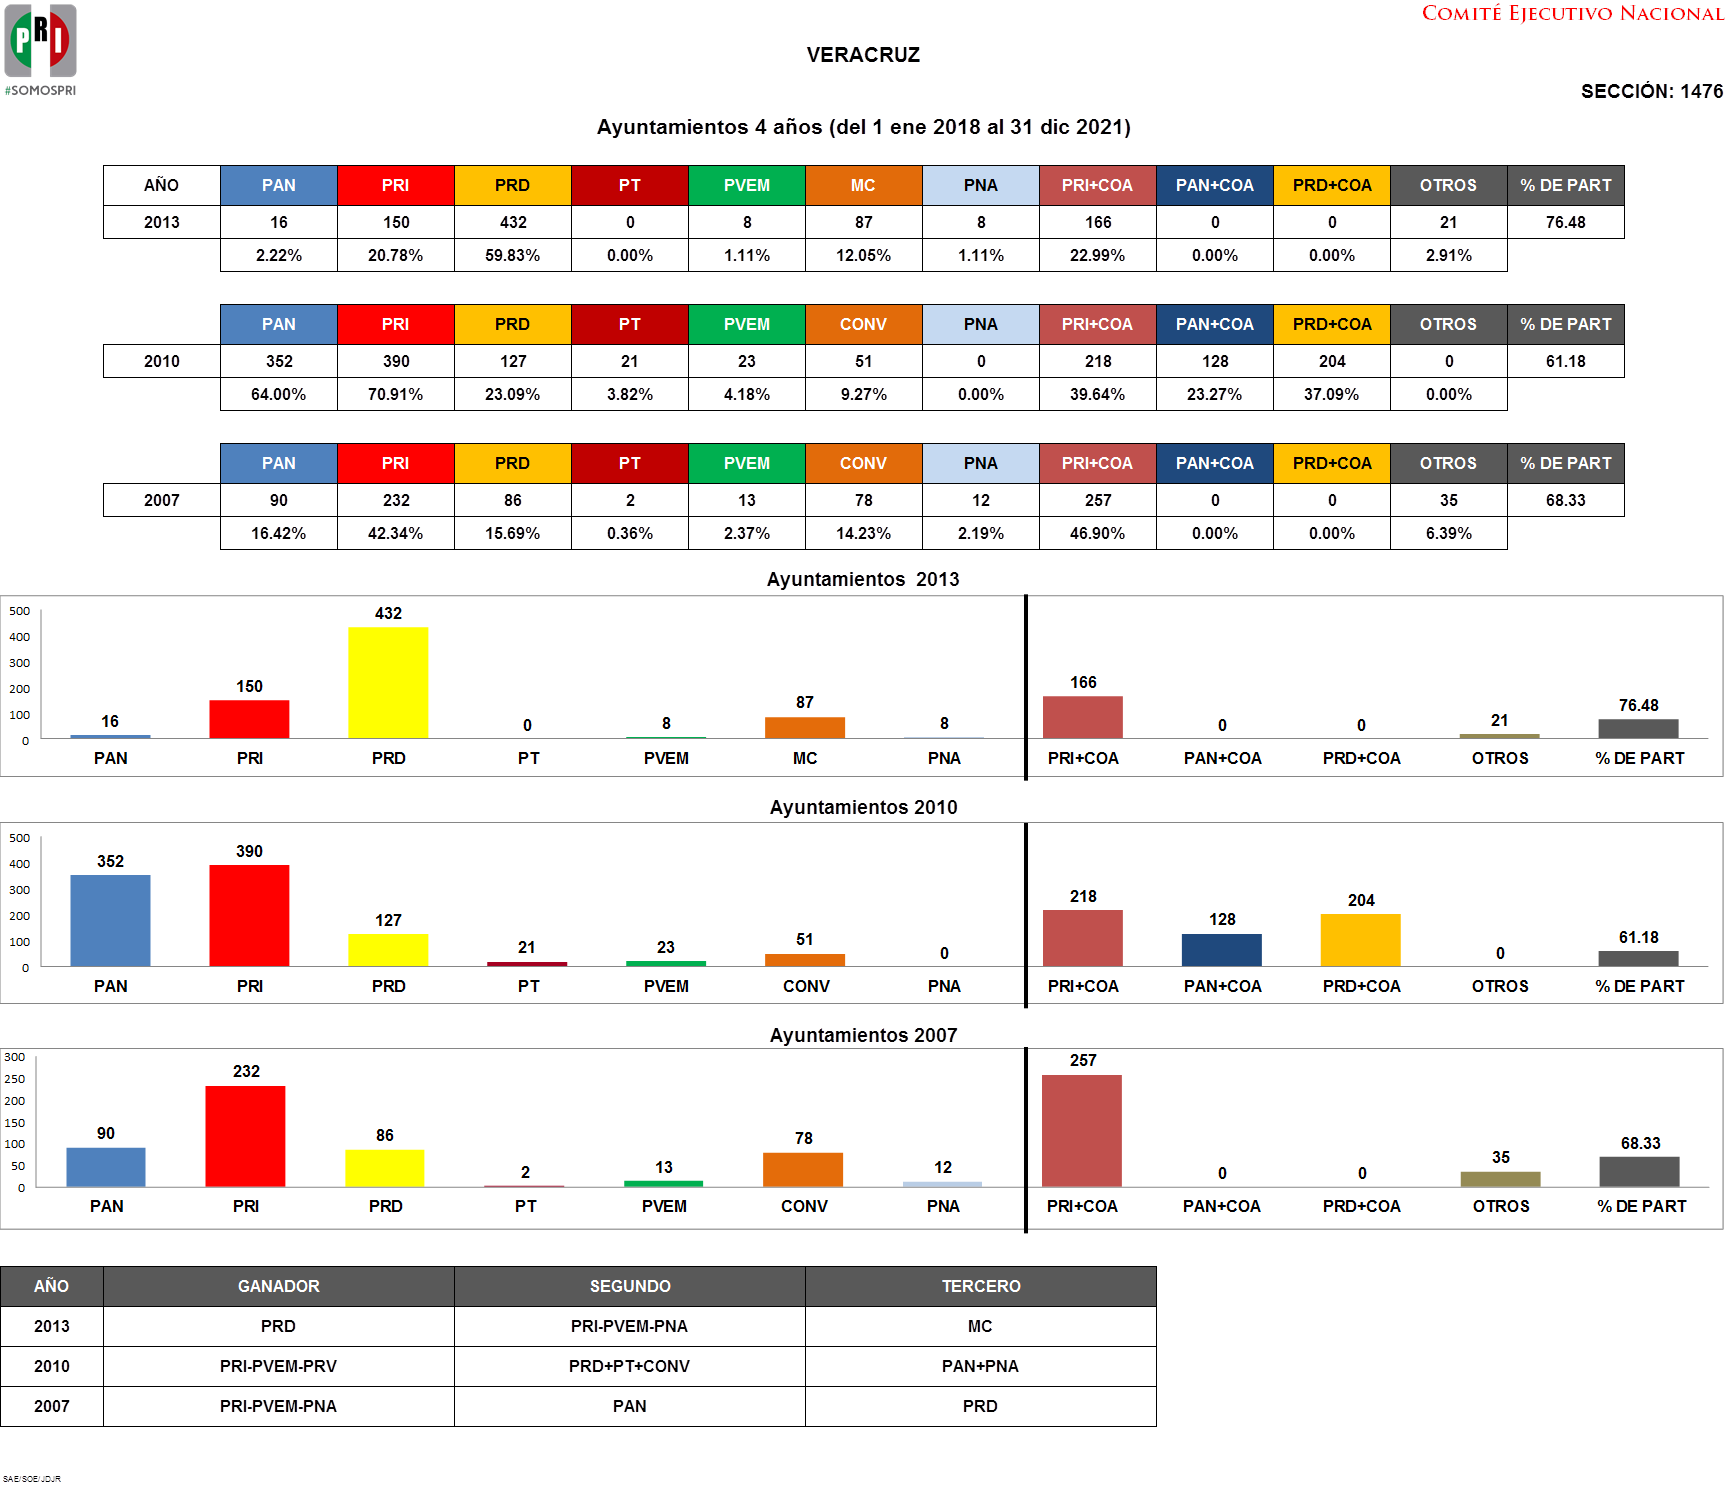 PRI
#SOMOSPRI
COMITÉ EJECUTIVO NACIONAL
VERACRUZ
SECCIÓN: 1476
Ayuntamientos 4 años (del 1 ene 2018 al 31 dic 2021)
AÑO PAN PRI PRD PT PVEM MC PNA PRI+COA PAN+COA PRD+COA OTROS % DE PART
2013 16 150 432 0 8 87 8 166 0 0 21 76.48
2.22% 20.78% 59.83% 0.00% 1.11% 12.05% 1.11% 22.99% 0.00% 0.00% 2.91%
PAN PRI PRD PT PVEM CONV PNA PRI+COA PAN+COA PRD+COA OTROS % DE PART
2010 352 390 127 21 23 51 0 218 128 204 0 61.18
64.00% 70.91% 23.09% 3.82% 4.18% 9.27% 0.00% 39.64% 23.27% 37.09% 0.00%
PAN PRI PRD PT PVEM CONV PNA PRI+COA PAN+COA PRD+COA OTROS % DE PART
2007 90 232 86 2 13 78 12 257 0 0 35 68.33
16.42% 42.34% 15.69% 0.36% 2.37% 14.23% 2.19% 46.90% 0.00% 0.00% 6.39%
Ayuntamientos 2013
500
400
300
200
100
0
16 150 432 0 8 87 8 166 0 0 21 76.48
PAN PRI PRD PT PVEM MC PNA PRI+COA PAN+COA PRD+COA OTROS % DE PART
Ayuntamientos 2010
500
400
300
200
100
0
352 390 127 21 23 51 0 218 128 204 0 61.18
PAN PRI PRD PT PVEM CONV PNA PRI+COA PAN+COA PRD+COA OTROS % DE PART
Ayuntamientos 2007
300
250
200
150
100
50
0
90 232 86 2 13 78 12 257 0 0 35 68.33
PAN PRI PRD PT PVEM CONV PNA PRI+COA PAN+COA PRD+COA OTROS % DE PART
AÑO GANADOR SEGUNDO TERCERO
2013 PRD PRI-PVEM-PNA MC
2010 PRI-PVEM-PRV PRD+PT+CONV PAN+PNA
2007 PRI-PVEM-PNA PAN PRD
SAE/SOE/JDJR